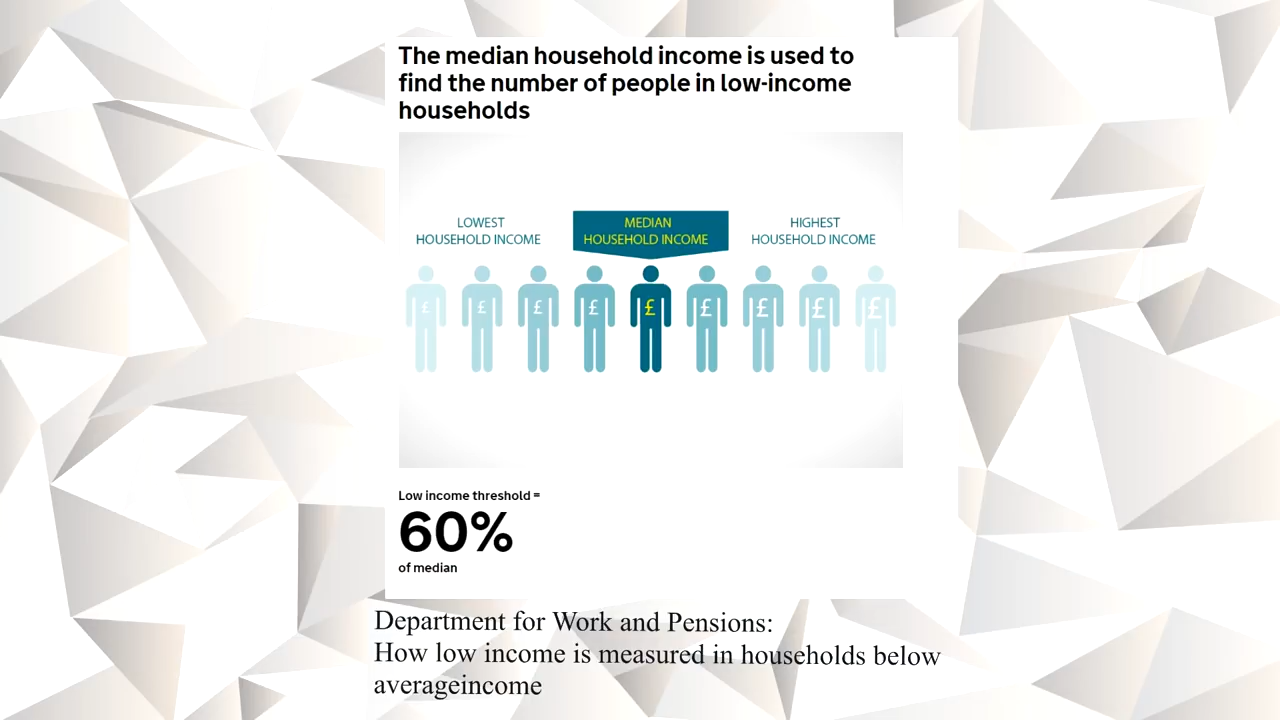 The median household income is used to
find the number of people in low-income
households
LOWEST
HOUSEHOLD INCOME
MEDIAN
HOUSEHOLD INCOME
HIGHEST
HOUSEHOLD INCOME
£ £ £ £ £ £ £ £ £
Low income threshold =
60%
of median
Department for Work and Pensions:
How low income is measured in households below
averageincome